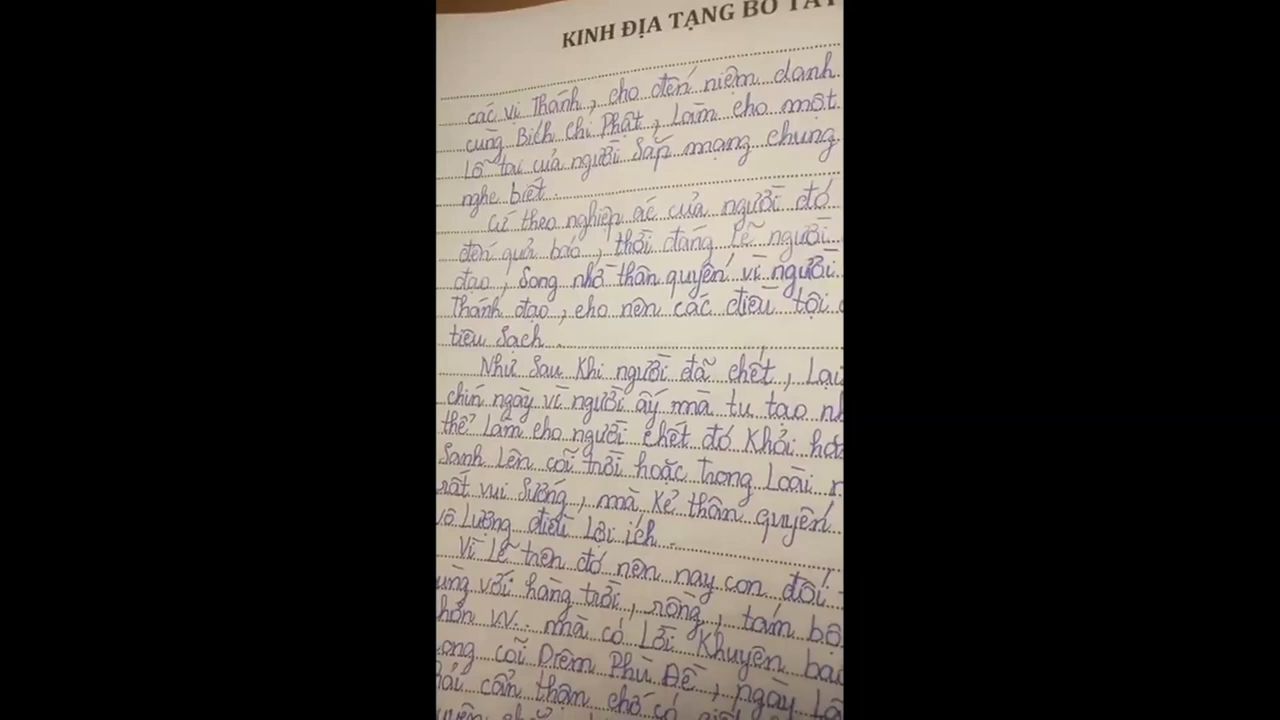 KINH ĐỊA TẠNG BỒ TÁT
các vị Thánh, cho đến niệm danh
cùng Bích Chi Phật, làm cho một
lỗ tai của người sắp mạng chung
nghe biết.
Cứ theo nghiệp ác của người đó
đến quả báo, thời đáng lẽ người
đạo, song nhờ thân quyến vì người
Thánh đạo, cho nên các điều tội
tiêu sạch.
Như sau khi người đã chết, lại
chín ngày vì người ấy mà tu tạo
thể làm cho người chết đó khỏi
sanh lên cõi trời hoặc trong loài
rất vui sướng, mà kẻ thân quyến
vô lượng điều lợi ích.
Vì lẽ trên đó nên nay con đối
với hàng trời, rồng, tám bộ
v.v.. mà có lời khuyên
cõi Diêm Phù Đề, ngày
cẩn thận chớ có